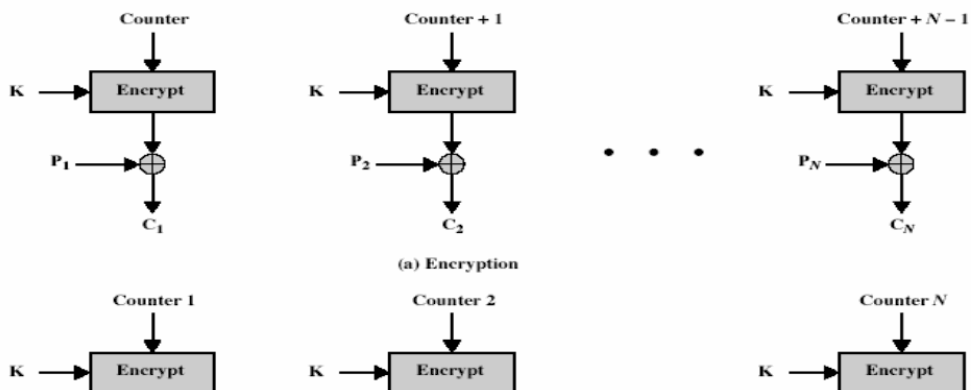 Counter Counter + 1 Counter + N – 1
K Encrypt K Encrypt K Encrypt
P1 P2 PN
C1 C2 CN
(a) Encryption
Counter 1 Counter 2 Counter N
K Encrypt K Encrypt K Encrypt